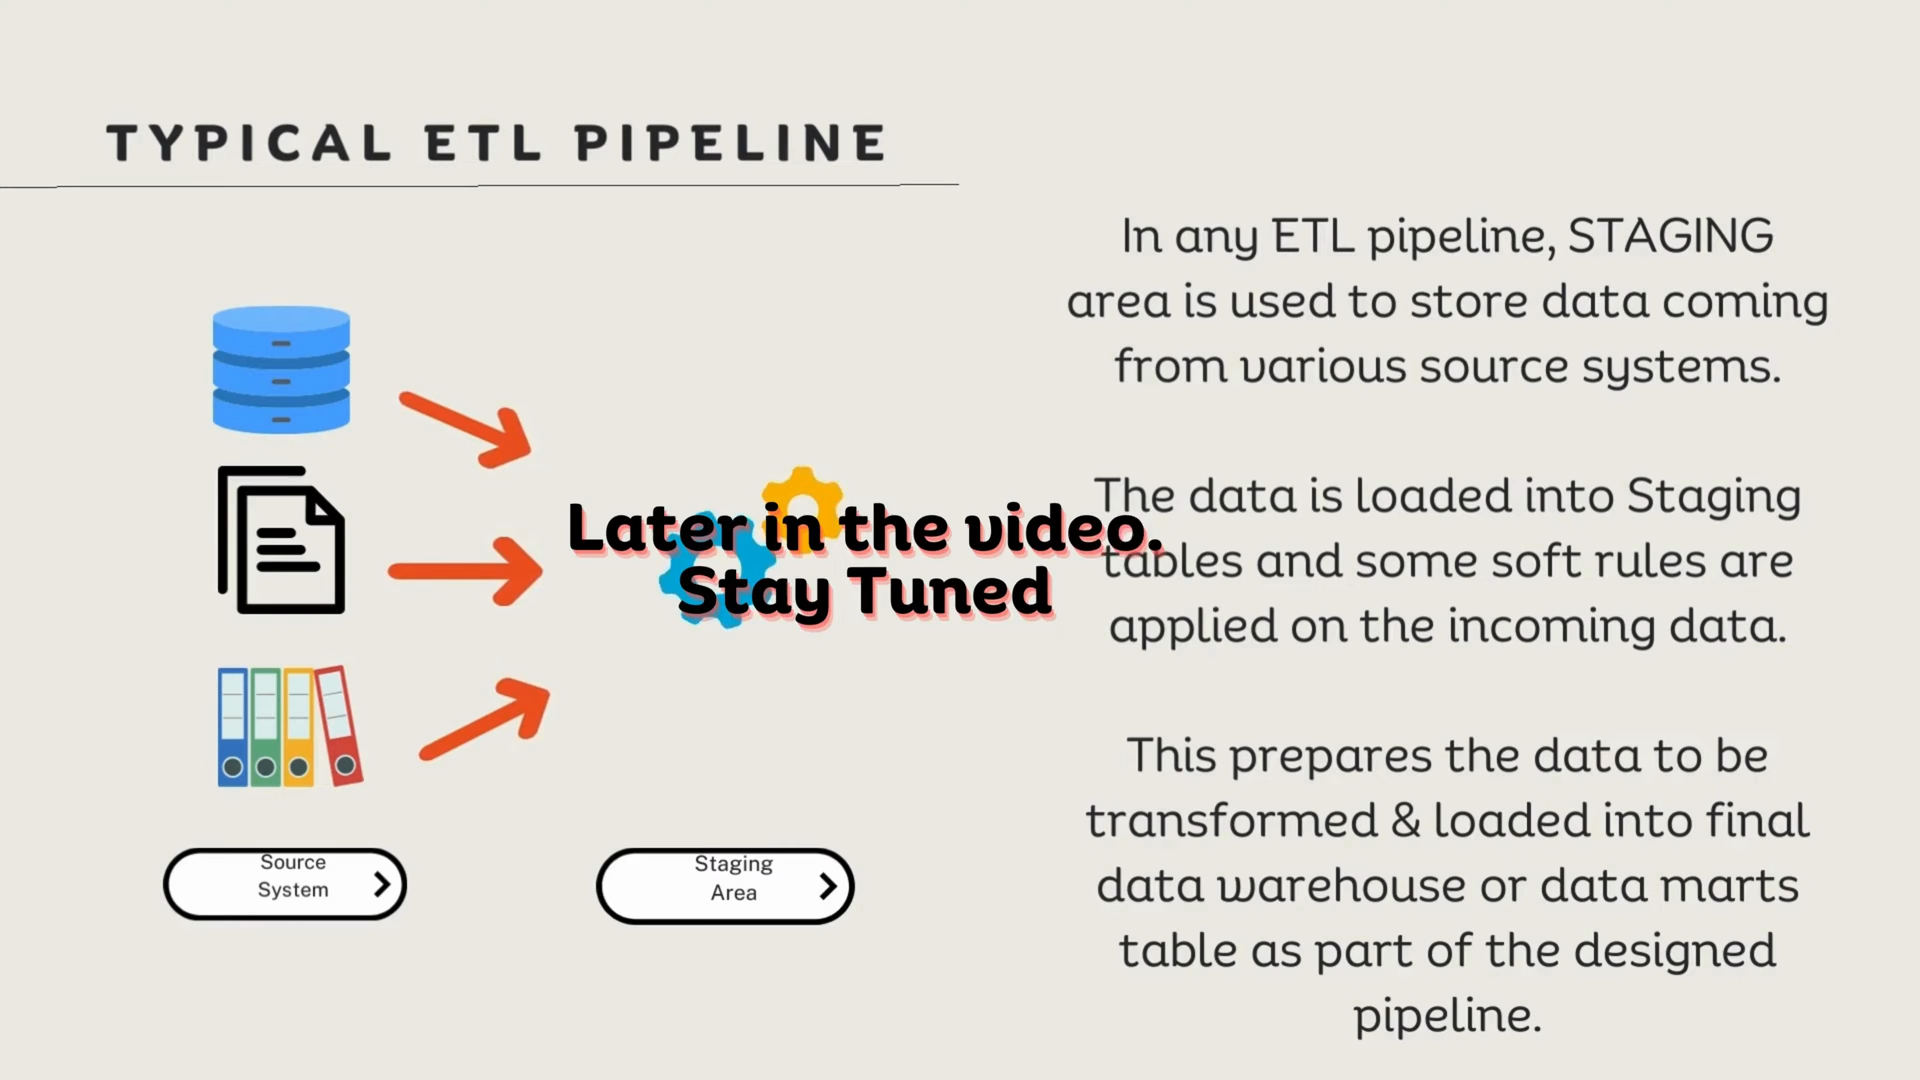 TYPICAL ETL PIPELINE
In any ETL pipeline, STAGING
area is used to store data coming
from various source systems.
The data is loaded into Staging
tables and some soft rules are
applied on the incoming data.
This prepares the data to be
transformed & loaded into final
data warehouse or data marts
table as part of the designed
pipeline.
Later in the video.
Stay Tuned
Source
System
Staging
Area